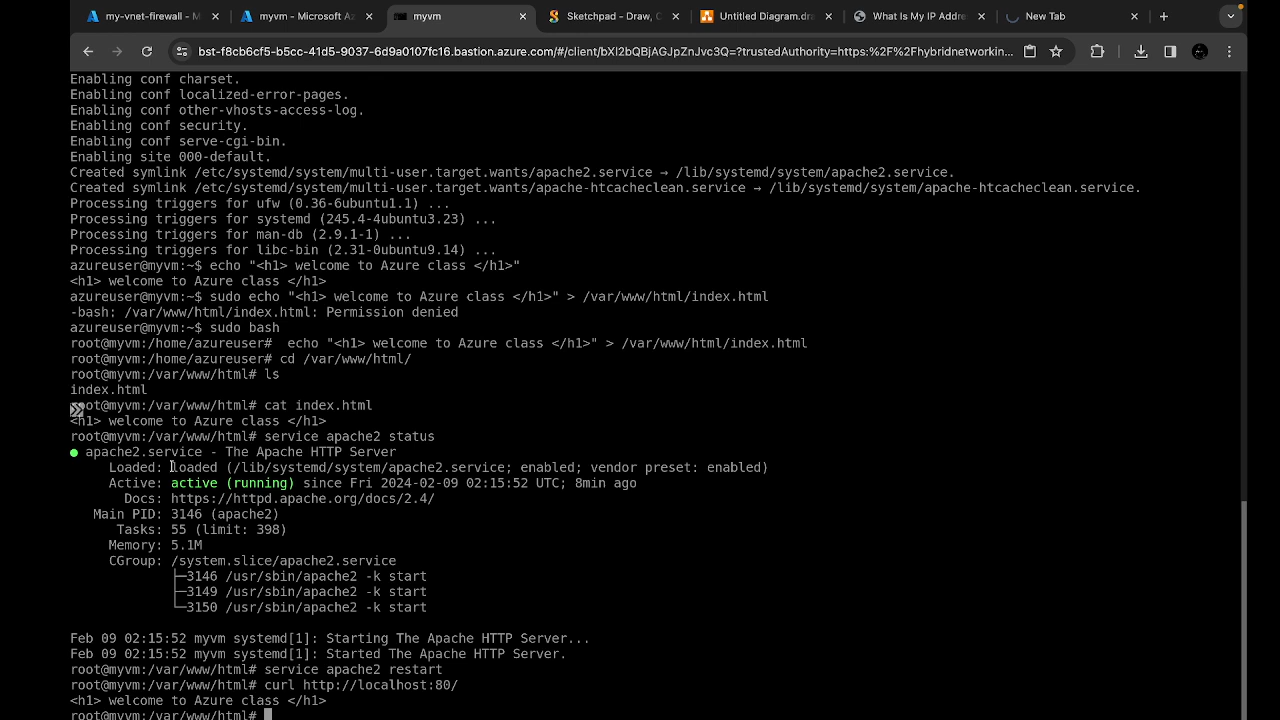 my-vnet-firewall - M
myvm - Microsoft Az
myvm
Sketchpad - Draw, C
Untitled Diagram.dra
What Is My IP Addre
New Tab
bst-f8cb6cf5-b5cc-41d5-9037-6d9a0107fc16.bastion.azure.com/#/client/bXl2bQBjAGJpZnJvc3Q=?trustedAuthority=https:%2F%2Fhybridnetworkin...
Enabling conf charset.
Enabling conf localized-error-pages.
Enabling conf other-vhosts-access-log.
Enabling conf security.
Enabling conf serve-cgi-bin.
Enabling site 000-default.
Created symlink /etc/systemd/system/multi-user.target.wants/apache2.service → /lib/systemd/system/apache2.service.
Created symlink /etc/systemd/system/multi-user.target.wants/apache-htcacheclean.service → /lib/systemd/system/apache-htcacheclean.service.
Processing triggers for ufw (0.36-6ubuntu1.1) ...
Processing triggers for systemd (245.4-4ubuntu3.23) ...
Processing triggers for man-db (2.9.1-1) ...
Processing triggers for libc-bin (2.31-0ubuntu9.14) ...
azureuser@myvm:~$ echo "<h1> welcome to Azure class </h1>"
<h1> welcome to Azure class </h1>
azureuser@myvm:~$ sudo echo "<h1> welcome to Azure class </h1>" > /var/www/html/index.html
-bash: /var/www/html/index.html: Permission denied
azureuser@myvm:~$ sudo bash
root@myvm:/home/azureuser#  echo "<h1> welcome to Azure class </h1>" > /var/www/html/index.html
root@myvm:/home/azureuser# cd /var/www/html/
root@myvm:/var/www/html# ls
index.html
root@myvm:/var/www/html# cat index.html
<h1> welcome to Azure class </h1>
root@myvm:/var/www/html# service apache2 status
● apache2.service - The Apache HTTP Server
Loaded: loaded (/lib/systemd/system/apache2.service; enabled; vendor preset: enabled)
Active: active (running) since Fri 2024-02-09 02:15:52 UTC; 8min ago
Docs: https://httpd.apache.org/docs/2.4/
Main PID: 3146 (apache2)
Tasks: 55 (limit: 398)
Memory: 5.1M
CGroup: /system.slice/apache2.service
├─3146 /usr/sbin/apache2 -k start
├─3149 /usr/sbin/apache2 -k start
└─3150 /usr/sbin/apache2 -k start
Feb 09 02:15:52 myvm systemd[1]: Starting The Apache HTTP Server...
Feb 09 02:15:52 myvm systemd[1]: Started The Apache HTTP Server.
root@myvm:/var/www/html# service apache2 restart
root@myvm:/var/www/html# curl http://localhost:80/
<h1> welcome to Azure class </h1>
root@myvm:/var/www/html#